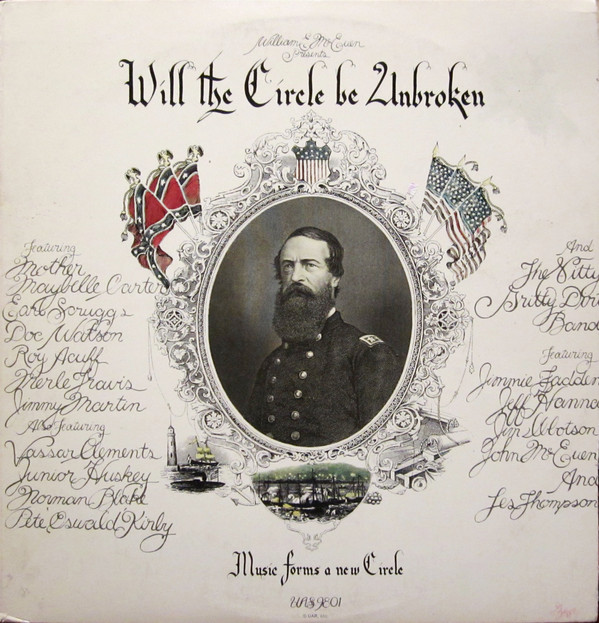 William E. McEuen
Presents
Will the Circle be Unbroken
Featuring
Mother
Maybelle Carter
Earl Scruggs
Doc Watson
Roy Acuff
Merle Travis
Jimmy Martin
Also Featuring
Vassar Clements
Junior Huskey
Norman Blake
Pete Oswald Kirby
And
The Nitty
Gritty Dirt
Band
Featuring
Jimmie Fadden
Jeff Hanna
Jim Ibbotson
John McEuen
And
Les Thompson
Music forms a new Circle
UAS 9801